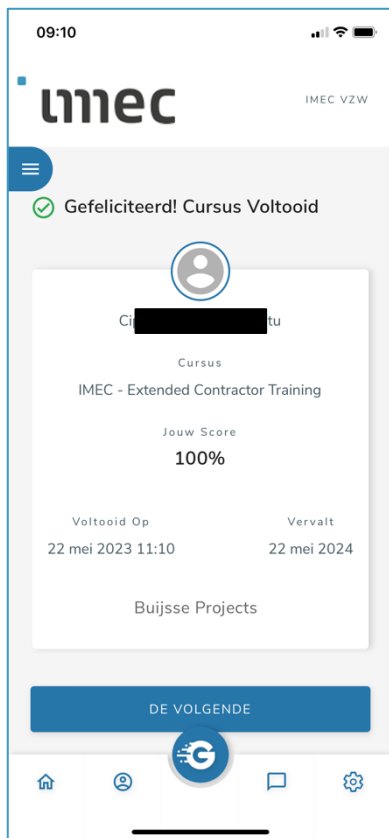 09:10
imec
IMEC VZW
Gefeliciteerd! Cursus Voltooid
Cursus
IMEC - Extended Contractor Training
Jouw Score
100%
Voltooid Op Vervalt
22 mei 2023 11:10 22 mei 2024
Buijsse Projects
DE VOLGENDE
G